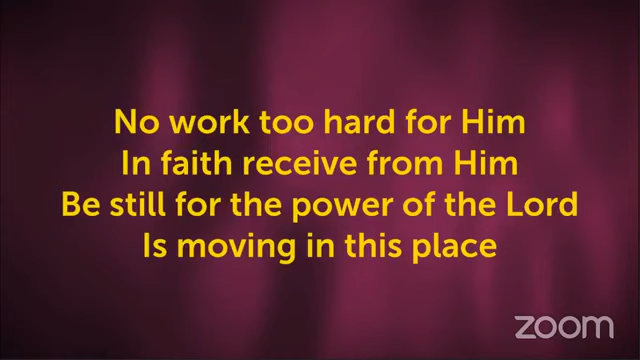 No work too hard for Him
In faith receive from Him
Be still for the power of the Lord
Is moving in this place
zoom